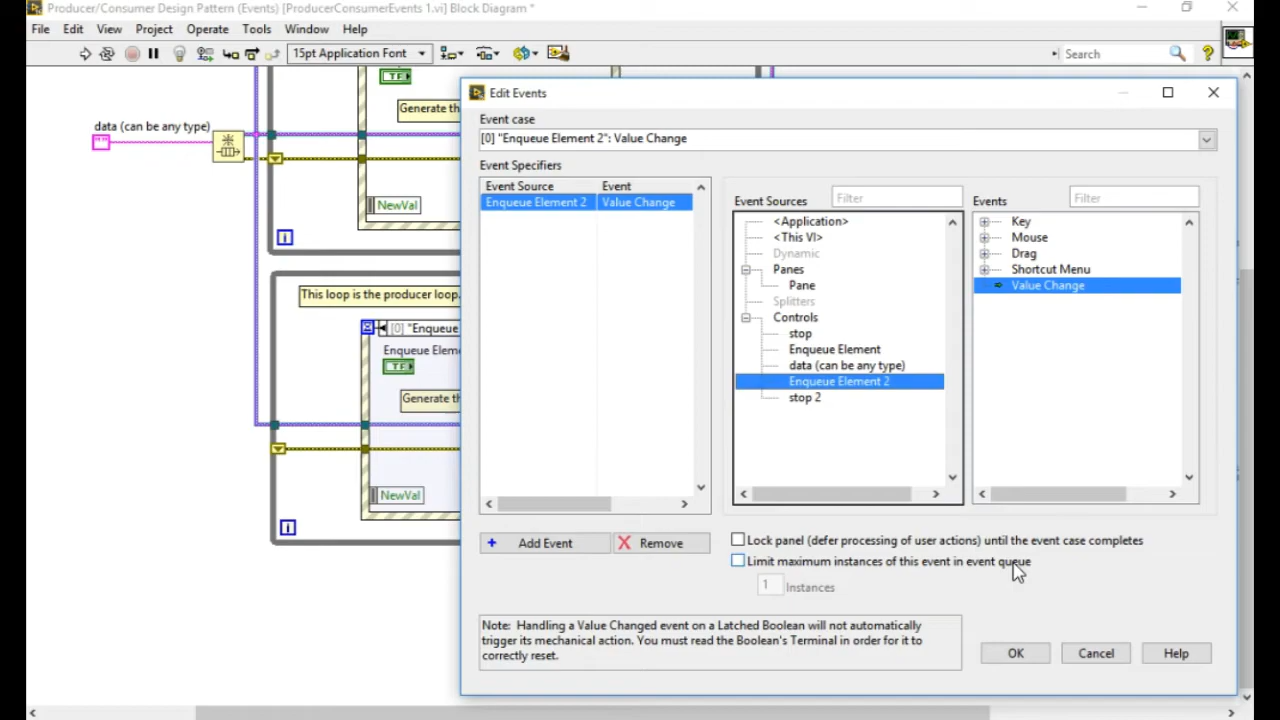 Producer/Consumer Design Pattern (Events) [ProducerConsumerEvents 1.vi] Block Diagram *
File Edit View Project Operate Tools Window Help
15pt Application Font
Search
TF
Generate th
data (can be any type)
NewVal
i
This loop is the producer loop.
[0] "Enqueue
Enqueue Eleme
TF
Generate th
NewVal
i
Edit Events
Event case
[0] "Enqueue Element 2": Value Change
Event Specifiers
Event Source Event
Enqueue Element 2 Value Change
Event Sources Filter
<Application>
<This VI>
Dynamic
Panes
Pane
Splitters
Controls
stop
Enqueue Element
data (can be any type)
Enqueue Element 2
stop 2
Events Filter
Key
Mouse
Drag
Shortcut Menu
Value Change
Add Event Remove
Lock panel (defer processing of user actions) until the event case completes
Limit maximum instances of this event in event queue
1 Instances
Note: Handling a Value Changed event on a Latched Boolean will not automatically
trigger its mechanical action. You must read the Boolean's Terminal in order for it to
correctly reset.
OK Cancel Help